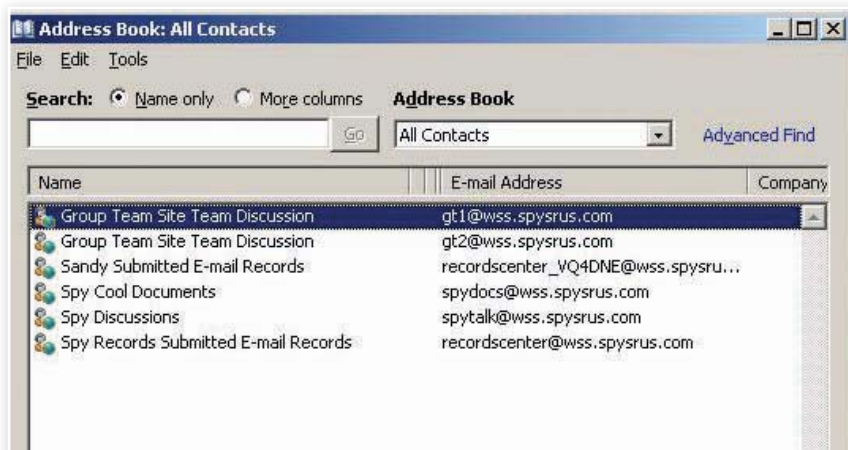 Address Book: All Contacts
File Edit Tools
Search: Name only More columns Address Book
Go All Contacts Advanced Find
Name E-mail Address Company
Group Team Site Team Discussion gt1@wss.spysrus.com
Group Team Site Team Discussion gt2@wss.spysrus.com
Sandy Submitted E-mail Records recordscenter_VQ4DNE@wss.spysru...
Spy Cool Documents spydocs@wss.spysrus.com
Spy Discussions spytalk@wss.spysrus.com
Spy Records Submitted E-mail Records recordscenter@wss.spysrus.com